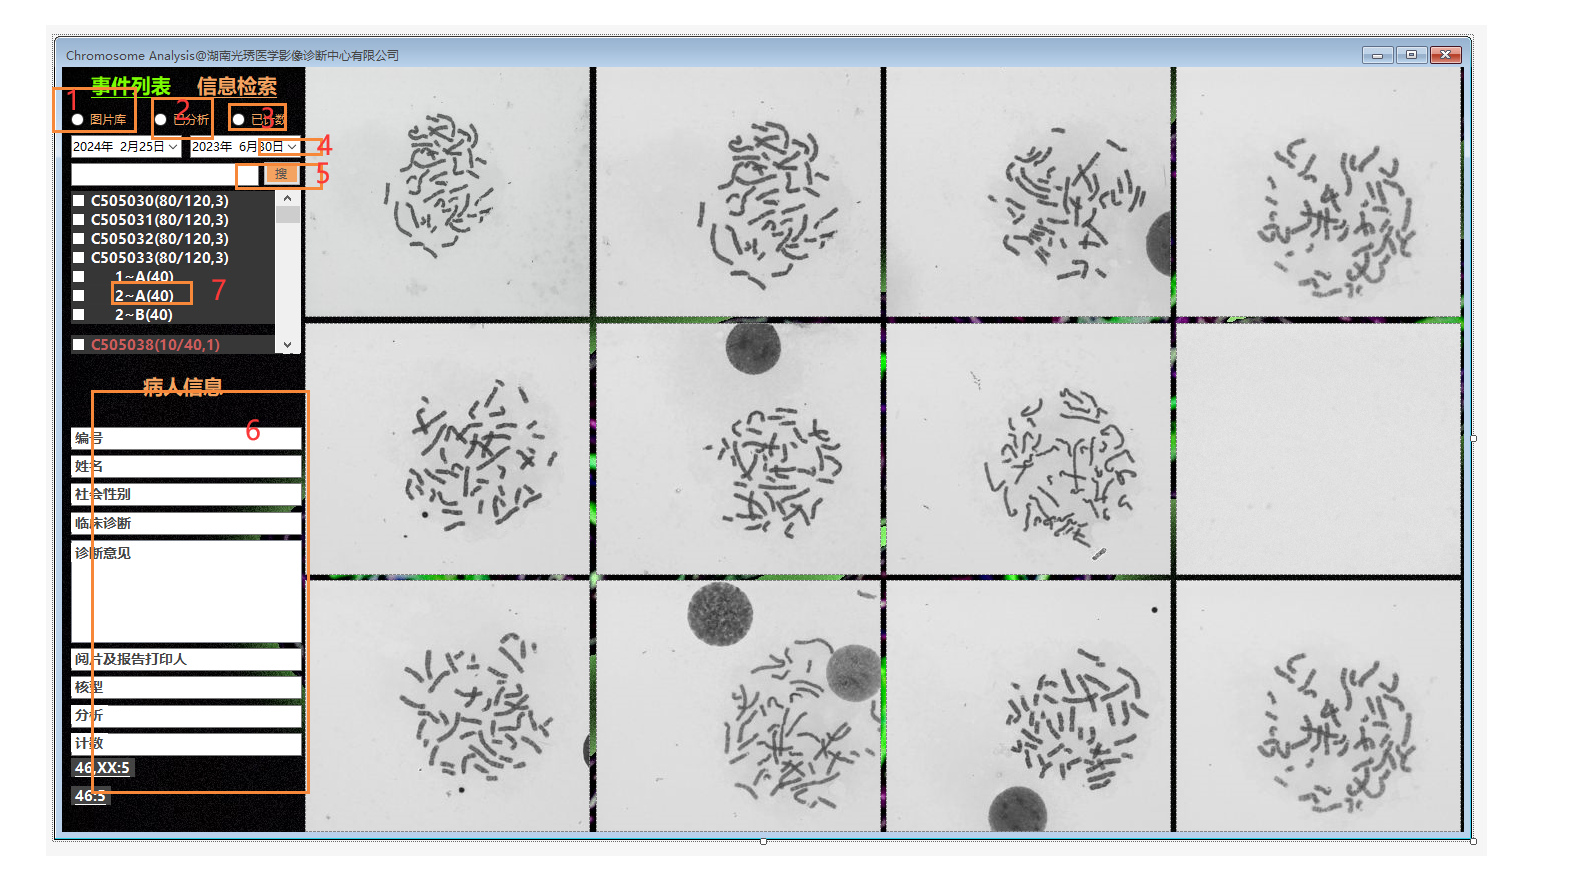 Chromosome Analysis@湖南光琇医学影像诊断中心有限公司
事件列表 信息检索
1 2 3
图片库 已分析 已计数
2024年 2月25日 2023年 6月30日 4
搜 5
C505030(80/120,3)
C505031(80/120,3)
C505032(80/120,3)
C505033(80/120,3)
1~A(40)
2~A(40) 7
2~B(40)
C505038(10/40,1)
病人信息
6
编号
姓名
社会性别
临床诊断
诊断意见
阅片及报告打印人
核型
分析
计数
46,XX:5
46:5